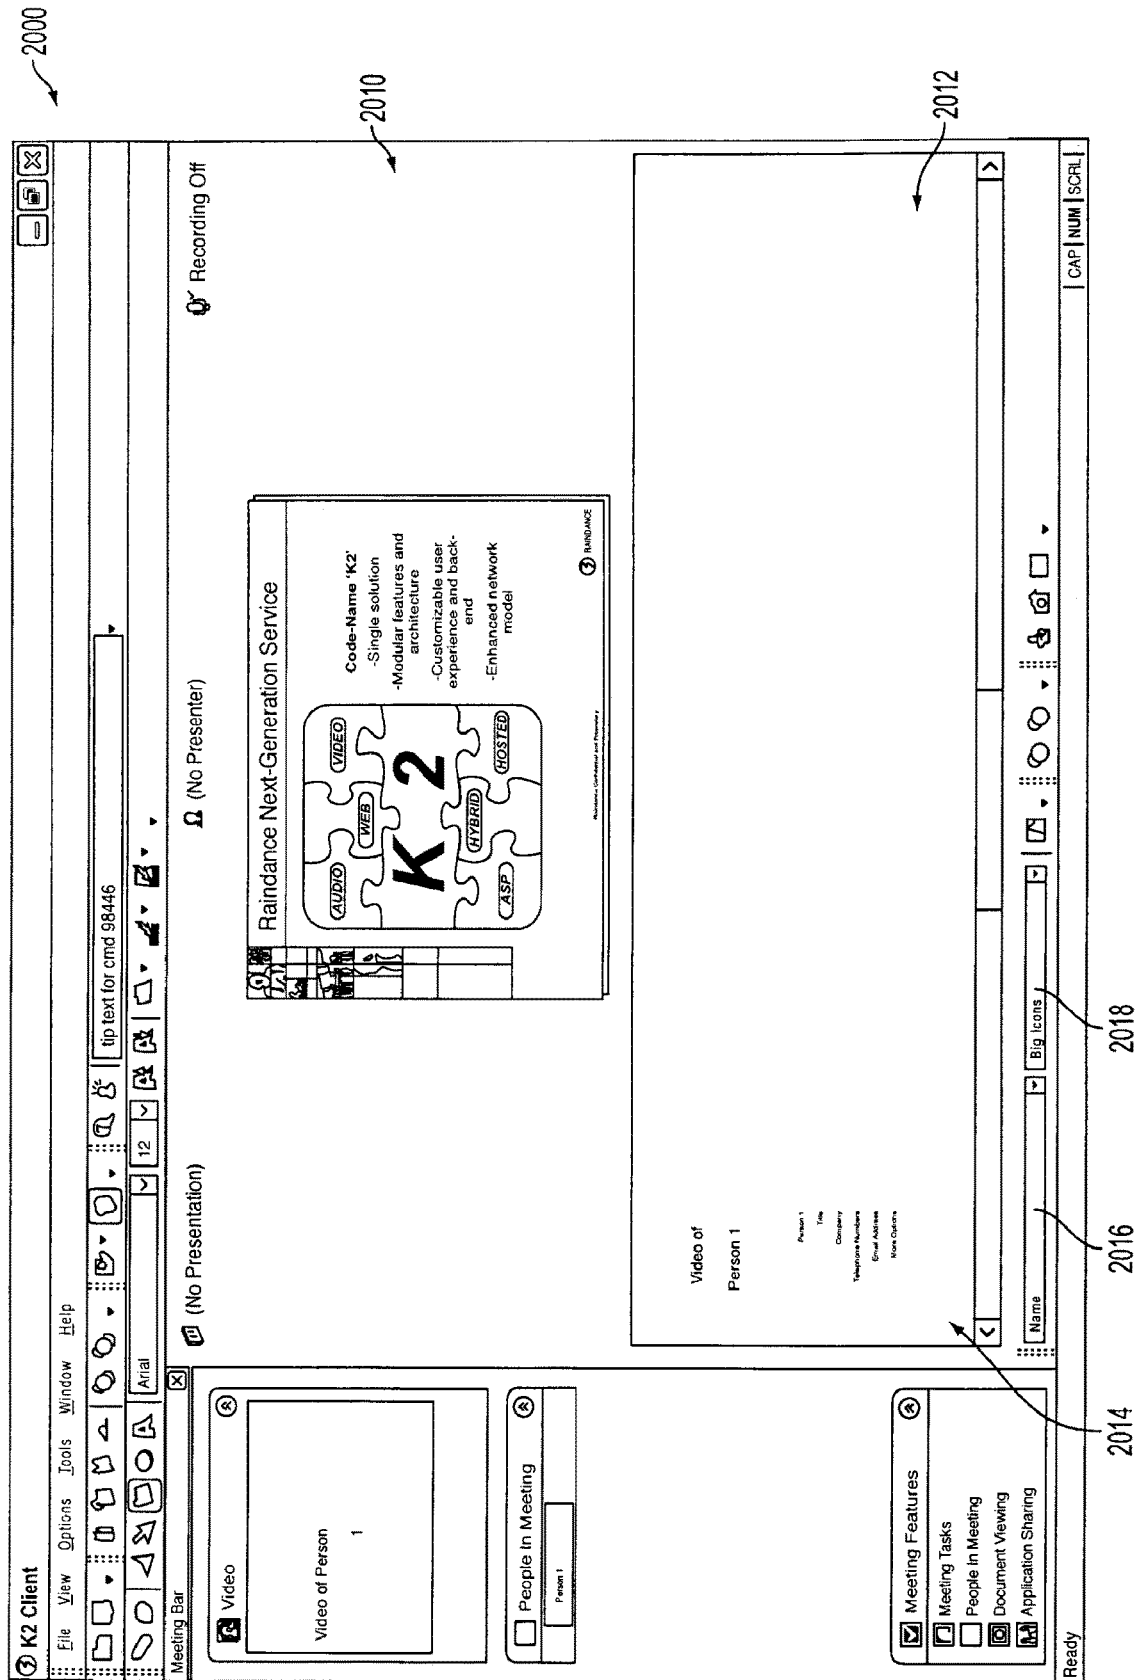 2000
K2 Client
File View Options Tools Window Help
tip text for cmd 98446
Arial 12
Meeting Bar
(No Presentation) (No Presenter) Recording Off
Video
Video of Person
1
People In Meeting
Person 1
Meeting Features
Meeting Tasks
People In Meeting
Document Viewing
Application Sharing
2010
Raindance Next-Generation Service
AUDIO
WEB
VIDEO
K 2
ASP
HYBRID
HOSTED
Code-Name 'K2'
-Single solution
-Modular features and
architecture
-Customizable user
experience and back-
end
-Enhanced network
model
Raindance Confidential and Proprietary
RAINDANCE
2012
Video of
Person 1
Person 1
Title
Company
Telephone Numbers
Email Address
More Options
Name Big Icons
Ready CAP NUM SCRL
2014
2016
2018